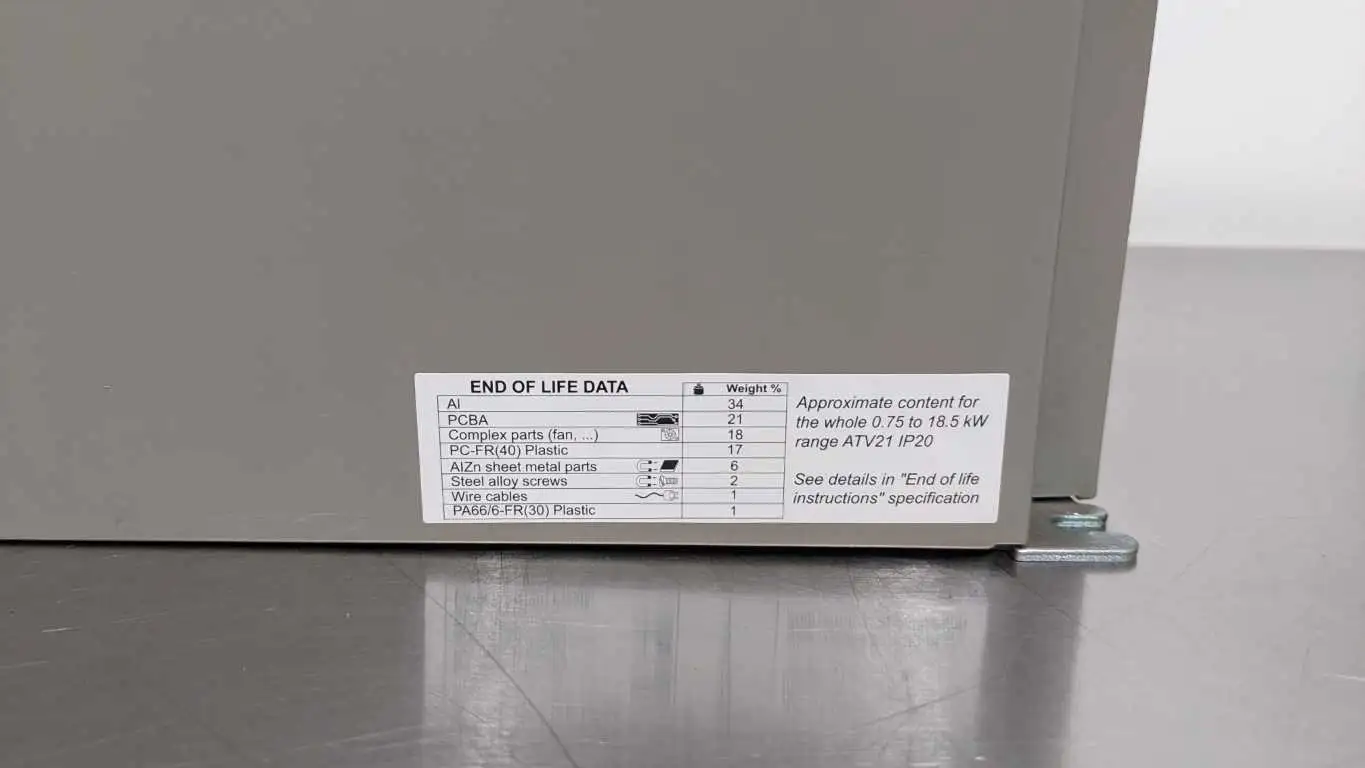 END OF LIFE DATA Weight %
Al 34
PCBA 21
Complex parts (fan, ...) 18
PC-FR(40) Plastic 17
AlZn sheet metal parts 6
Steel alloy screws 2
Wire cables 1
PA66/6-FR(30) Plastic 1
Approximate content for
the whole 0.75 to 18.5 kW
range ATV21 IP20
See details in "End of life
instructions" specification